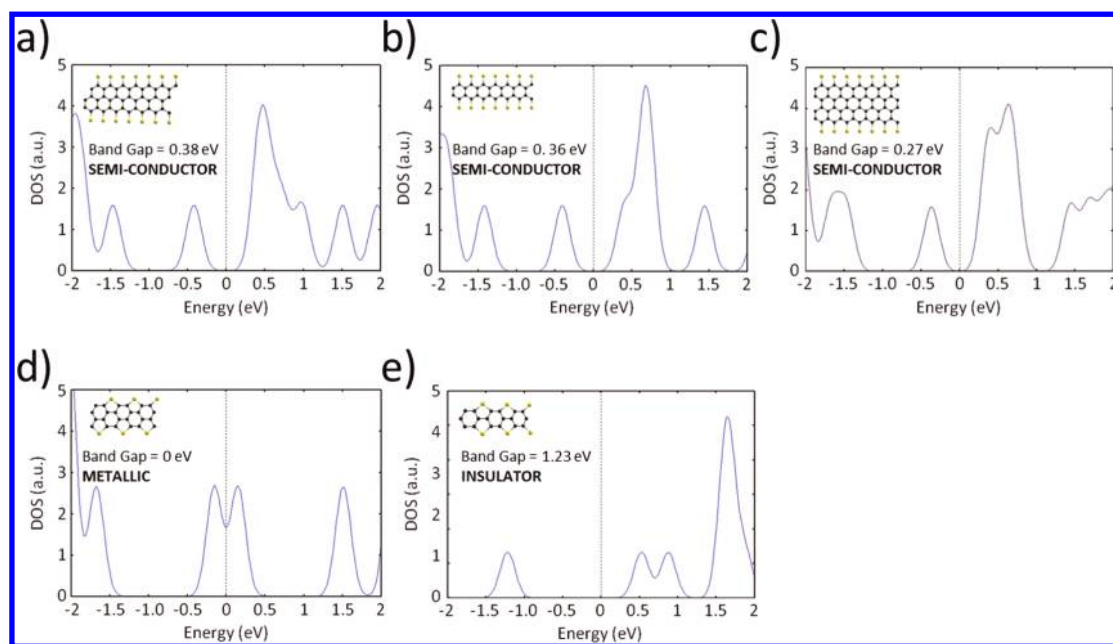 a)
5
4
3
2
1
0
DOS (a.u.)
Band Gap = 0.38 eV
SEMI-CONDUCTOR
-2 -1.5 -1.0 -0.5 0 0.5 1 1.5 2
Energy (eV)
b)
5
4
3
2
1
0
DOS (a.u.)
Band Gap = 0. 36 eV
SEMI-CONDUCTOR
-2 -1.5 -1.0 -0.5 0 0.5 1 1.5 2
Energy (eV)
c)
5
4
3
2
1
0
DOS (a.u.)
Band Gap = 0.27 eV
SEMI-CONDUCTOR
-2 -1.5 -1.0 -0.5 0 0.5 1 1.5 2
Energy (eV)
d)
5
4
3
2
1
0
DOS (a.u.)
Band Gap = 0 eV
METALLIC
-2 -1.5 -1.0 -0.5 0 0.5 1 1.5 2
Energy (eV)
e)
5
4
3
2
1
0
DOS (a.u.)
Band Gap = 1.23 eV
INSULATOR
-2 -1.5 -1.0 -0.5 0 0.5 1 1.5 2
Energy (eV)